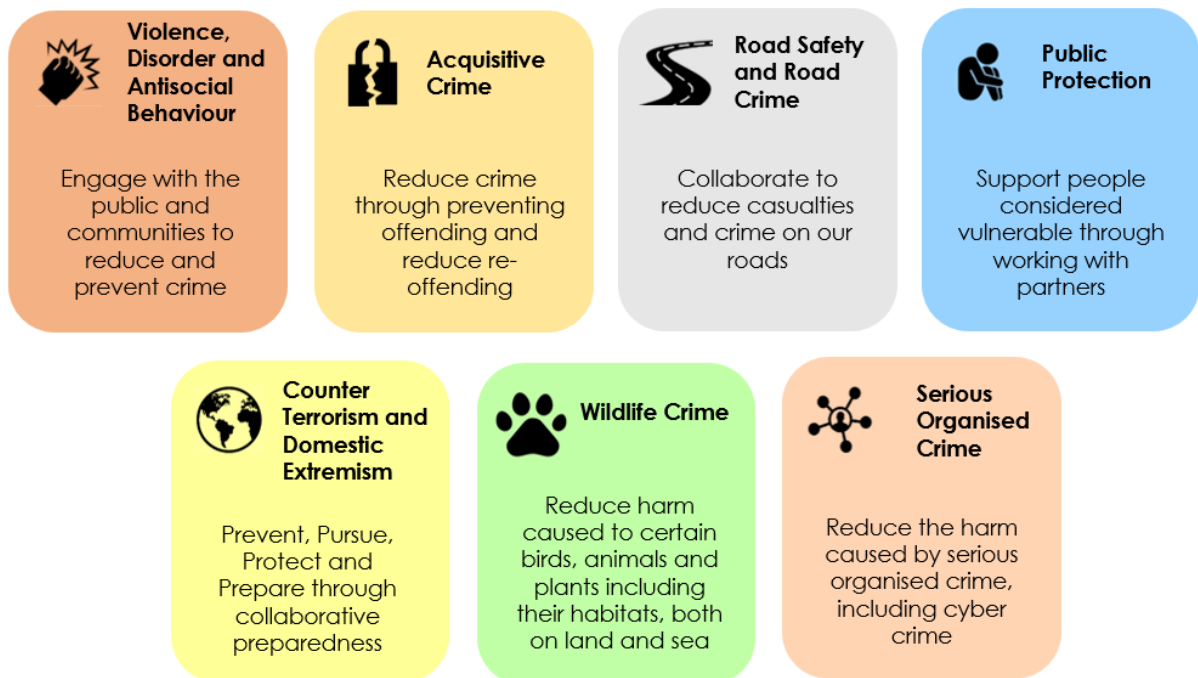 Violence,
Disorder and
Antisocial
Behaviour
Engage with the
public and
communities to
reduce and
prevent crime
Acquisitive
Crime
Reduce crime
through preventing
offending and
reduce re-
offending
Road Safety
and Road
Crime
Collaborate to
reduce casualties
and crime on our
roads
Public
Protection
Support people
considered
vulnerable through
working with
partners
Counter
Terrorism and
Domestic
Extremism
Prevent, Pursue,
Protect and
Prepare through
collaborative
preparedness
Wildlife Crime
Reduce harm
caused to certain
birds, animals and
plants including
their habitats, both
on land and sea
Serious
Organised
Crime
Reduce the harm
caused by serious
organised crime,
including cyber
crime